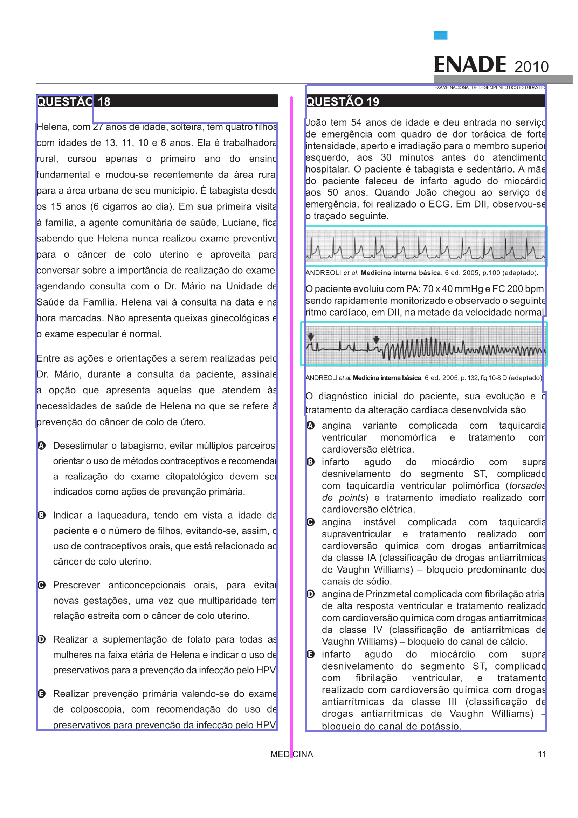 ENADE 2010
EXAME NACIONAL DE DESEMPENHO DOS ESTUDANTES
QUESTÃO 18
Helena, com 27 anos de idade, solteira, tem quatro filhos
com idades de 13, 11, 10 e 8 anos. Ela é trabalhadora
rural, cursou apenas o primeiro ano do ensino
fundamental e mudou-se recentemente da área rural
para a área urbana de seu município. É tabagista desde
os 15 anos (6 cigarros ao dia). Em sua primeira visita
à família, a agente comunitária de saúde, Luciane, fica
sabendo que Helena nunca realizou exame preventivo
para o câncer de colo uterino e aproveita para
conversar sobre a importância de realização do exame,
agendando consulta com o Dr. Mário na Unidade de
Saúde da Família. Helena vai à consulta na data e na
hora marcadas. Não apresenta queixas ginecológicas e
o exame especular é normal.
Entre as ações e orientações a serem realizadas pelo
Dr. Mário, durante a consulta da paciente, assinale
a opção que apresenta aquelas que atendem às
necessidades de saúde de Helena no que se refere à
prevenção do câncer de colo de útero.
A Desestimular o tabagismo, evitar múltiplos parceiros,
orientar o uso de métodos contraceptivos e recomendar
a realização do exame citopatológico devem ser
indicados como ações de prevenção primária.
B Indicar a laqueadura, tendo em vista a idade da
paciente e o número de filhos, evitando-se, assim, o
uso de contraceptivos orais, que está relacionado ao
câncer de colo uterino.
C Prescrever anticoncepcionais orais, para evitar
novas gestações, uma vez que multiparidade tem
relação estreita com o câncer de colo uterino.
D Realizar a suplementação de folato para todas as
mulheres na faixa etária de Helena e indicar o uso de
preservativos para a prevenção da infecção pelo HPV.
E Realizar prevenção primária valendo-se do exame
de colposcopia, com recomendação do uso de
preservativos para prevenção da infecção pelo HPV.
QUESTÃO 19
João tem 54 anos de idade e deu entrada no serviço
de emergência com quadro de dor torácica de forte
intensidade, aperto e irradiação para o membro superior
esquerdo, aos 30 minutos antes do atendimento
hospitalar. O paciente é tabagista e sedentário. A mãe
do paciente faleceu de infarto agudo do miocárdio
aos 50 anos. Quando João chegou ao serviço de
emergência, foi realizado o ECG. Em DII, observou-se
o traçado seguinte.
ANDREOLI et al. Medicina interna básica. 6 ed. 2005, p.100 (adaptado).
O paciente evoluiu com PA: 70 x 40 mmHg e FC 200 bpm,
sendo rapidamente monitorizado e observado o seguinte
ritmo cardíaco, em DII, na metade da velocidade normal.
ANDREOLI et al. Medicina interna básica. 6 ed. 2005, p. 132, fig 10-8 D (adaptado).
O diagnóstico inicial do paciente, sua evolução e o
tratamento da alteração cardíaca desenvolvida são
A angina variante complicada com taquicardia
ventricular monomórfica e tratamento com
cardioversão elétrica.
B infarto agudo do miocárdio com supra
desnivelamento do segmento ST, complicado
com taquicardia ventricular polimórfica (torsades
de points) e tratamento imediato realizado com
cardioversão elétrica.
C angina instável complicada com taquicardia
supraventricular e tratamento realizado com
cardioversão química com drogas antiarrítmicas
da classe IA (classificação de drogas antiarrítmicas
de Vaughn Williams) – bloqueio predominante dos
canais de sódio.
D angina de Prinzmetal complicada com fibrilação atrial
de alta resposta ventricular e tratamento realizado
com cardioversão química com drogas antiarrítmicas
da classe IV (classificação de antiarrítmicas de
Vaughn Williams) – bloqueio do canal de cálcio.
E infarto agudo do miocárdio com supra
desnivelamento do segmento ST, complicado
com fibrilação ventricular, e tratamento
realizado com cardioversão química com drogas
antiarrítmicas da classe III (classificação de
drogas antiarrítmicas de Vaughn Williams) –
bloqueio do canal de potássio.
MEDICINA
11